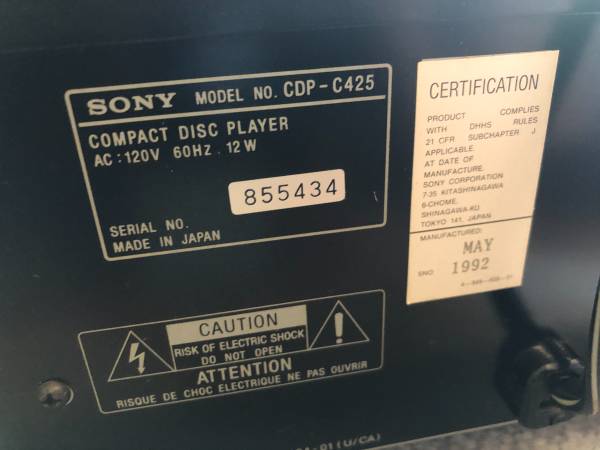 SONY MODEL NO. CDP-C425
COMPACT DISC PLAYER
AC:120V 60Hz 12W
855434
SERIAL NO.
MADE IN JAPAN
CERTIFICATION
PRODUCT COMPLIES
WITH DHHS RULES
21 CFR SUBCHAPTER J
APPLICABLE.
AT DATE OF
MANUFACTURE.
SONY CORPORATION
7-35 KITASHINAGAWA
6-CHOME,
SHINAGAWA-KU
TOKYO 141, JAPAN
MANUFACTURED:
MAY
SNO 1992
CAUTION
RISK OF ELECTRIC SHOCK
DO NOT OPEN
ATTENTION
RISQUE DE CHOC ELECTRIQUE NE PAS OUVRIR
-01(U/CA)